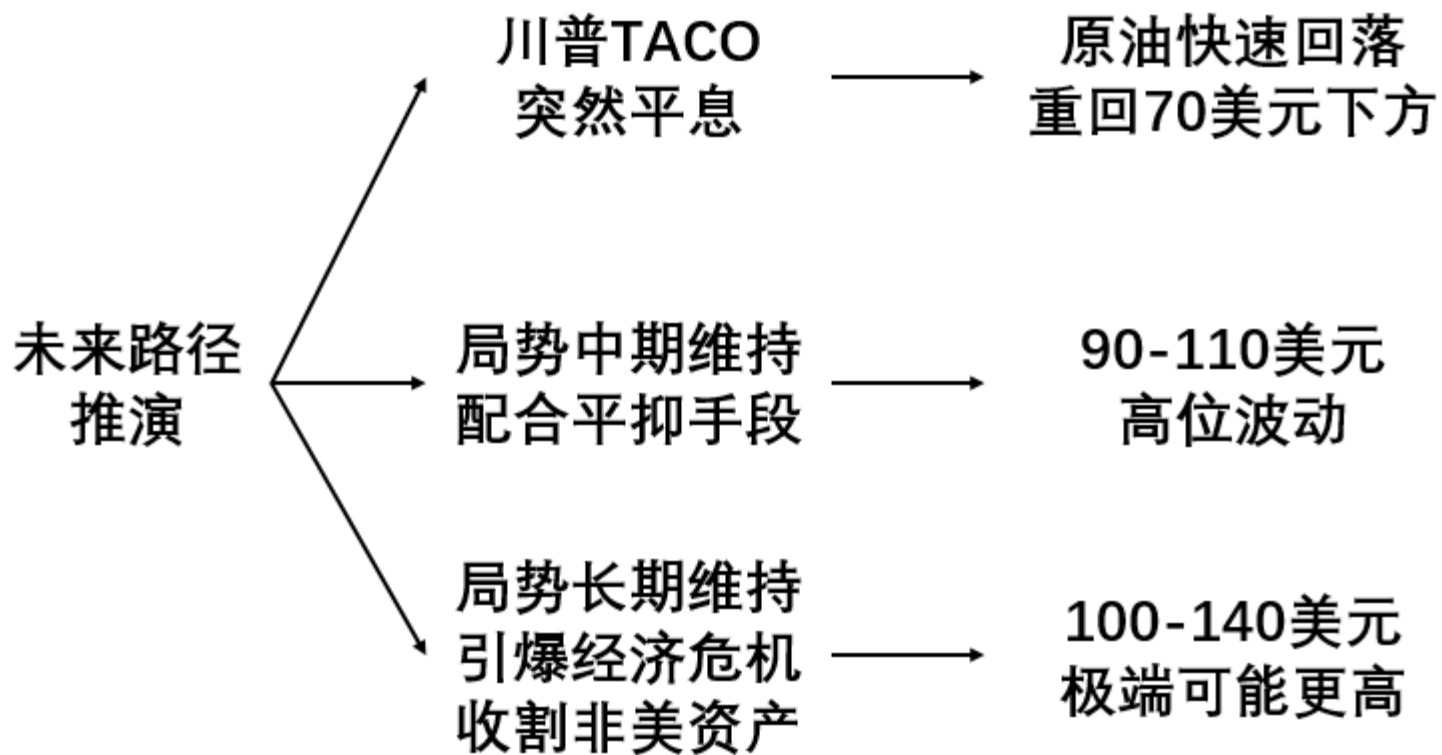 川普TACO
突然平息
原油快速回落
重回70美元下方
未来路径
推演
局势中期维持
配合平抑手段
90-110美元
高位波动
局势长期维持
引爆经济危机
收割非美资产
100-140美元
极端可能更高